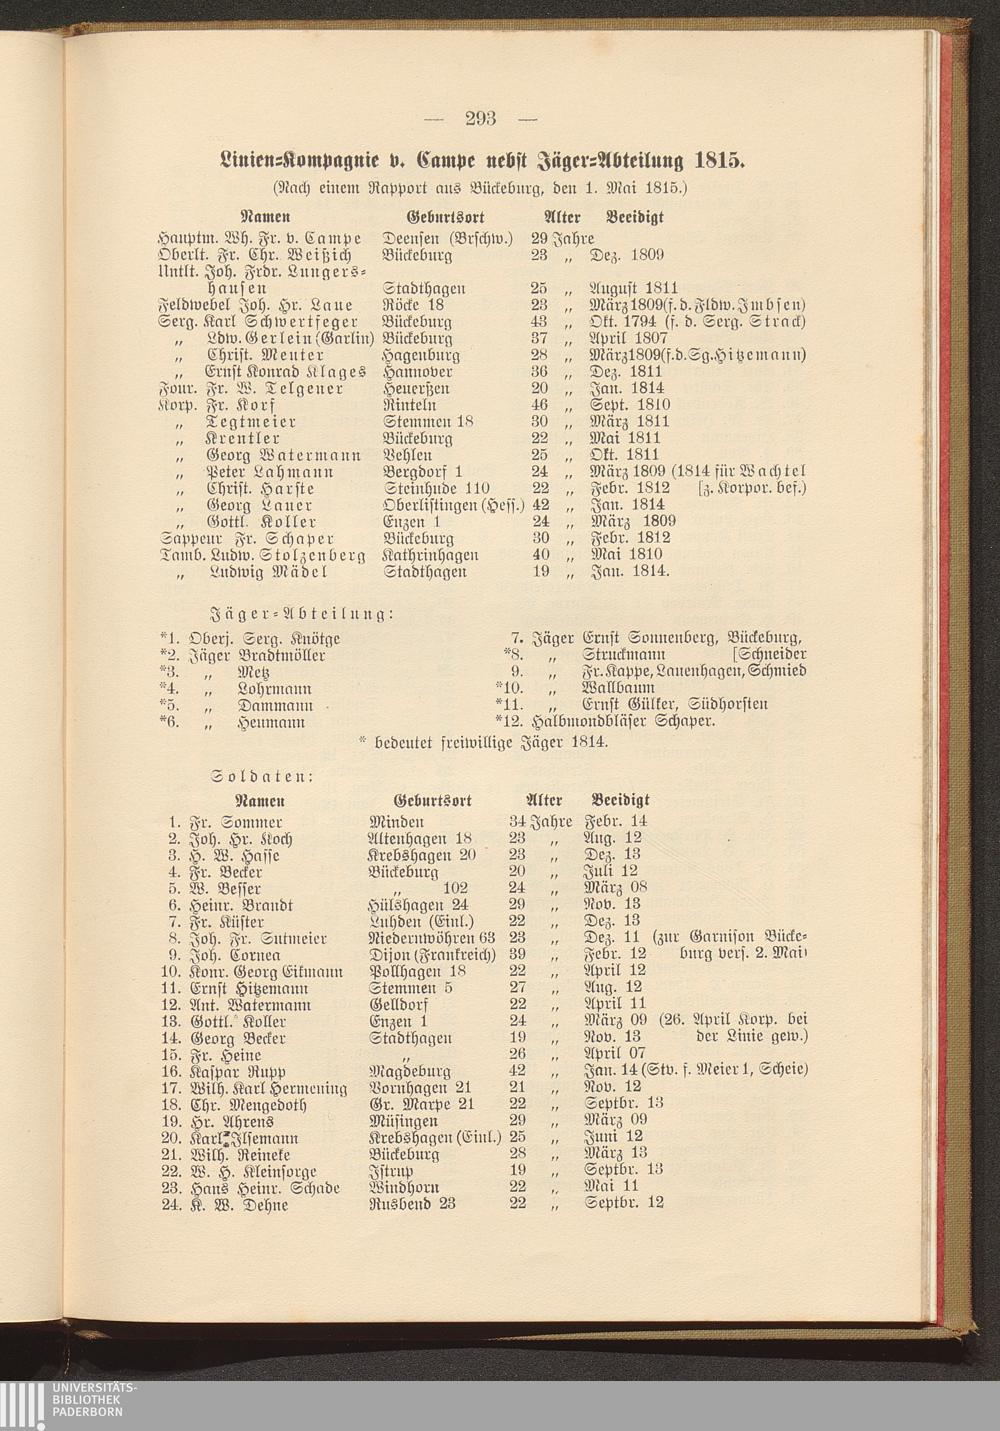 — 293 —
Linien-Kompagnie v. Campe nebst Jäger-Abteilung 1815.
(Nach einem Rapport aus Bückeburg, den 1. Mai 1815.)
Namen Geburtsort Alter Beeidigt
Hauptm. Wh. Fr. v. Campe Deensen (Brschw.) 29 Jahre
Oberlt. Fr. Chr. Weißich Bückeburg 23 „ Dez. 1809
Untlt. Joh. Frdr. Lungers-
hausen Stadthagen 25 „ August 1811
Feldwebel Joh. Hr. Laue Röcke 18 23 „ März 1809 (f. d. Fldw. Imbsen)
Serg. Karl Schwertfeger Bückeburg 43 „ Okt. 1794 (f. d. Serg. Strack)
„ Ldw. Gerlein (Garlin) Bückeburg 37 „ April 1807
„ Christ. Meuter Hagenburg 28 „ März 1809 (f. d. Sg. Hitzemann)
„ Ernst Konrad Klages Hannover 36 „ Dez. 1811
Four. Fr. W. Telgener Heuerßen 20 „ Jan. 1814
Korp. Fr. Korf Rinteln 46 „ Sept. 1810
„ Tegtmeier Stemmen 18 30 „ März 1811
„ Krentler Bückeburg 22 „ Mai 1811
„ Georg Watermann Vehlen 25 „ Okt. 1811
„ Peter Lahmann Bergdorf 1 24 „ März 1809 (1814 für Wachtel
„ Christ. Harste Steinhude 110 22 „ Febr. 1812 [z. Korpor. bef.)
„ Georg Lauer Oberlistingen (Hess.) 42 „ Jan. 1814
„ Gottl. Koller Enzen 1 24 „ März 1809
Sappeur Fr. Schaper Bückeburg 30 „ Febr. 1812
Tamb. Ludw. Stolzenberg Kathrinhagen 40 „ Mai 1810
„ Ludwig Mädel Stadthagen 19 „ Jan. 1814.
Jäger-Abteilung:
*1. Oberj. Serg. Knötge
*2. Jäger Bradtmöller
*3. „ Metz
*4. „ Lohrmann
*5. „ Dammann
*6. „ Heumann
7. Jäger Ernst Sonnenberg, Bückeburg,
*8. „ Struckmann [Schneider
9. „ Fr. Kappe, Lauenhagen, Schmied
*10. „ Wallbaum
*11. „ Ernst Gülker, Südhorsten
*12. Halbmondbläser Schaper.
* bedeutet freiwillige Jäger 1814.
Soldaten:
Namen Geburtsort Alter Beeidigt
1. Fr. Sommer Minden 34 Jahre Febr. 14
2. Joh. Hr. Koch Altenhagen 18 23 „ Aug. 12
3. H. W. Hasse Krebshagen 20 23 „ Dez. 13
4. Fr. Becker Bückeburg 20 „ Juli 12
5. W. Besser „ 102 24 „ März 08
6. Heinr. Brandt Hülshagen 24 29 „ Nov. 13
7. Fr. Küster Luhden (Einl.) 22 „ Dez. 13
8. Joh. Fr. Sutmeier Niedernwöhren 63 23 „ Dez. 11 (zur Garnison Bücke-
9. Joh. Cornea Dijon (Frankreich) 39 „ Febr. 12 burg vers. 2. Mai)
10. Konr. Georg Eikmann Pollhagen 18 22 „ April 12
11. Ernst Hitzemann Stemmen 5 27 „ Aug. 12
12. Ant. Watermann Gelldorf 22 „ April 11
13. Gottl. Koller Enzen 1 24 „ März 09 (26. April Korp. bei
14. Georg Becker Stadthagen 19 „ Nov. 13 der Linie gew.)
15. Fr. Heine „ 26 „ April 07
16. Kaspar Rupp Magdeburg 42 „ Jan. 14 (Stv. f. Meier 1, Scheie)
17. Wilh. Karl Hermening Vornhagen 21 21 „ Nov. 12
18. Chr. Mengedoth Gr. Marpe 21 22 „ Septbr. 13
19. Hr. Ahrens Müsingen 29 „ März 09
20. Karl Ilsemann Krebshagen (Einl.) 25 „ Juni 12
21. Wilh. Reineke Bückeburg 28 „ März 13
22. W. H. Kleinsorge Istrup 19 „ Septbr. 13
23. Hans Heinr. Schade Windhorn 22 „ Mai 11
24. K. W. Dehne Rusbend 23 22 „ Septbr. 12
UNIVERSITÄTS-
BIBLIOTHEK
PADERBORN